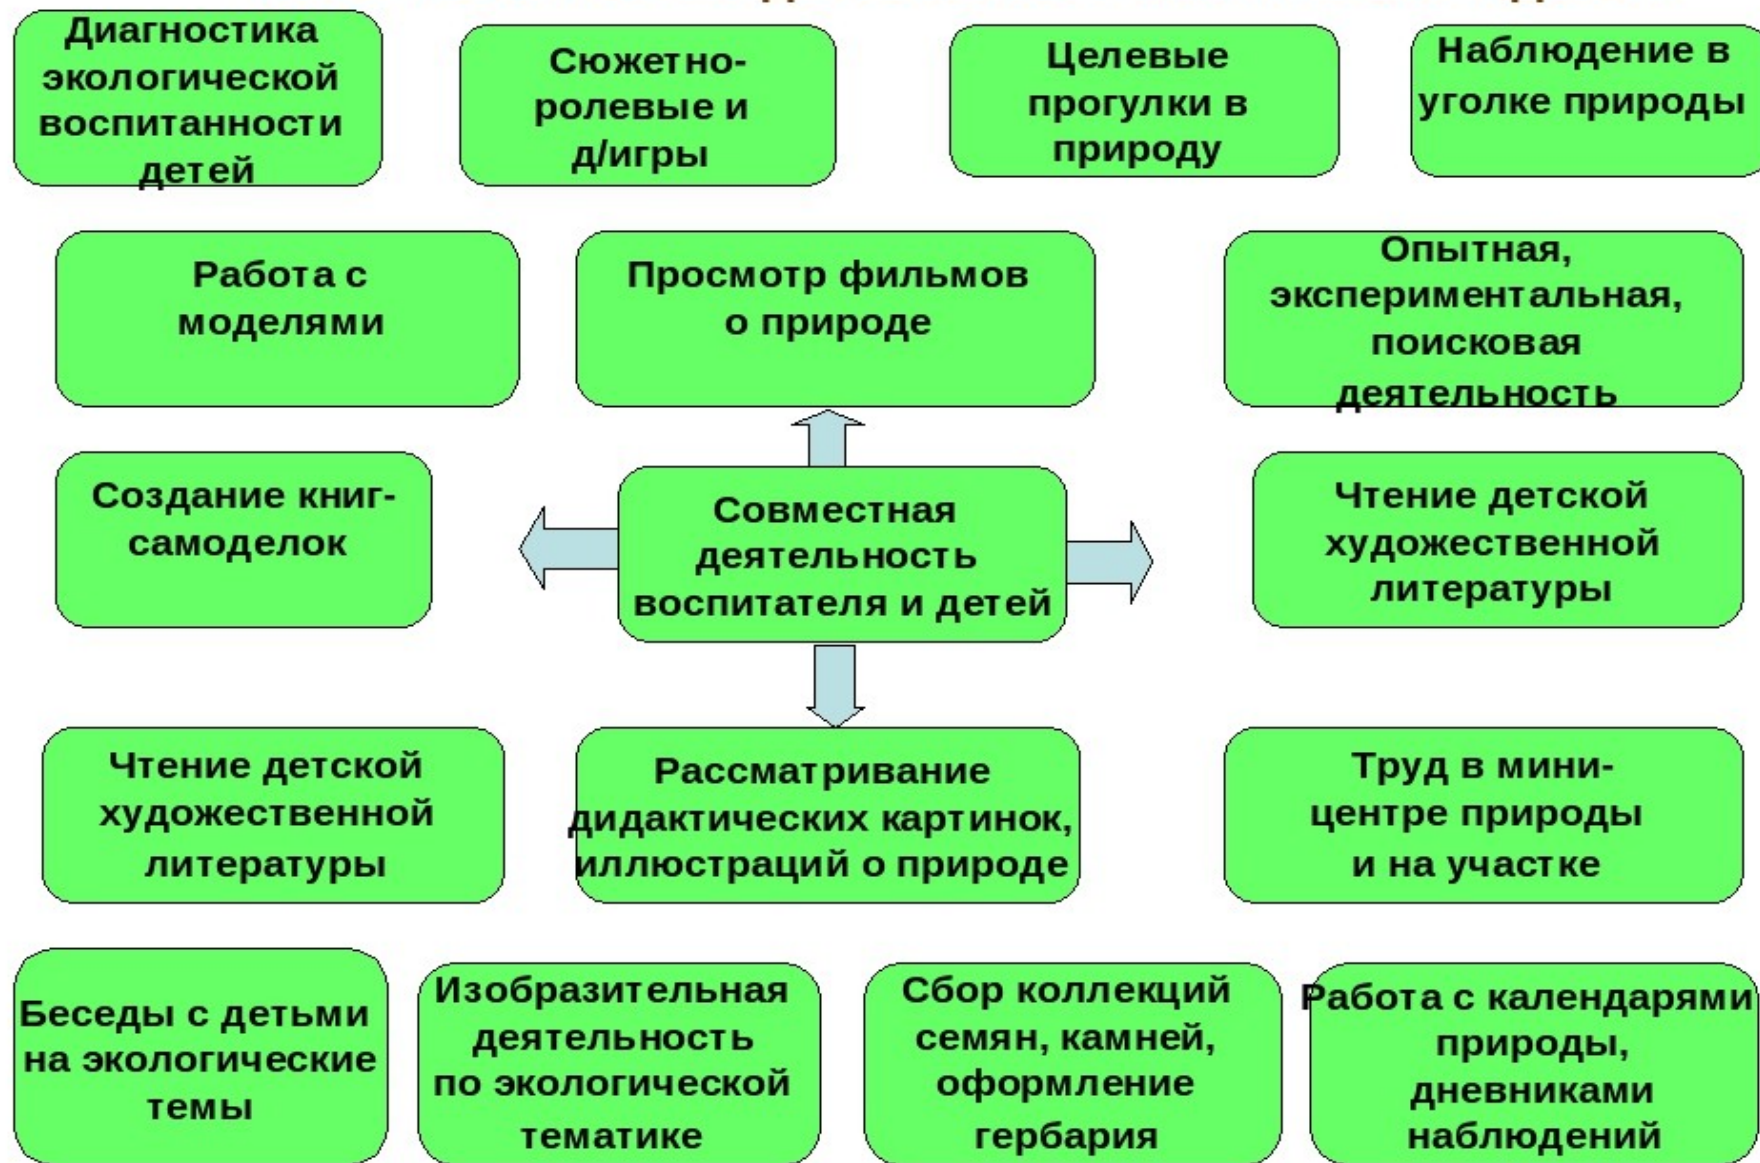 Диагностика
экологической
воспитанности
детей
Сюжетно-
ролевые и
д/игры
Целевые
прогулки в
природу
Наблюдение в
уголке природы
Работа с
моделями
Просмотр фильмов
о природе
Опытная,
экспериментальная,
поисковая
деятельность
Создание книг-
самоделок
Совместная
деятельность
воспитателя и детей
Чтение детской
художественной
литературы
Чтение детской
художественной
литературы
Рассматривание
дидактических картинок,
иллюстраций о природе
Труд в мини-
центре природы
и на участке
Беседы с детьми
на экологические
темы
Изобразительная
деятельность
по экологической
тематике
Сбор коллекций
семян, камней,
оформление
гербария
Работа с календарями
природы,
дневниками
наблюдений